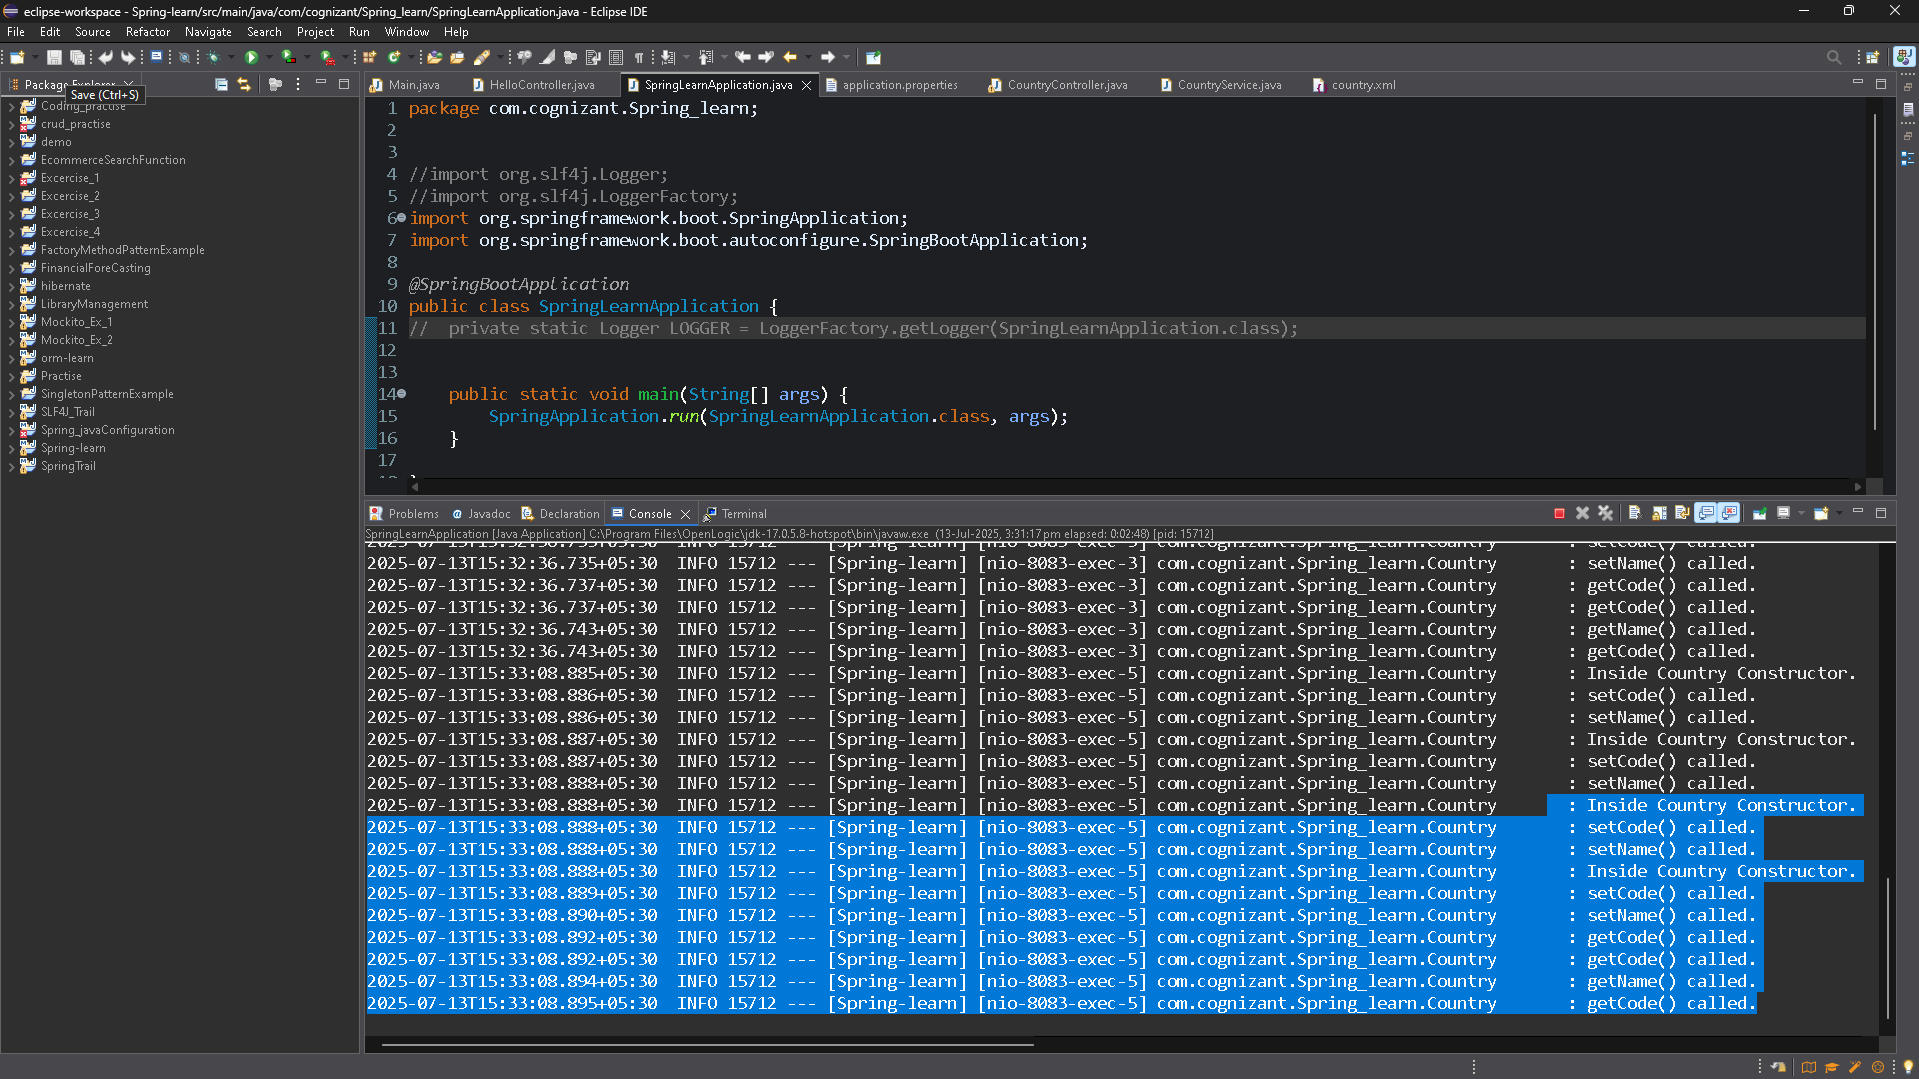 eclipse-workspace - Spring-learn/src/main/java/com/cognizant/Spring_learn/SpringLearnApplication.java - Eclipse IDE
File Edit Source Refactor Navigate Search Project Run Window Help
Package Explorer
Save (Ctrl+S)
Coding_practise
crud_practise
demo
EcommerceSearchFunction
Excercise_1
Excercise_2
Excercise_3
Excercise_4
FactoryMethodPatternExample
FinancialForeCasting
hibernate
LibraryManagement
Mockito_Ex_1
Mockito_Ex_2
orm-learn
Practise
SingletonPatternExample
SLF4J_Trail
Spring_javaConfiguration
Spring-learn
SpringTrail
Main.java HelloController.java SpringLearnApplication.java application.properties CountryController.java CountryService.java country.xml
1 package com.cognizant.Spring_learn;
2
3
4 //import org.slf4j.Logger;
5 //import org.slf4j.LoggerFactory;
6 import org.springframework.boot.SpringApplication;
7 import org.springframework.boot.autoconfigure.SpringBootApplication;
8
9 @SpringBootApplication
10 public class SpringLearnApplication {
11 //  private static Logger LOGGER = LoggerFactory.getLogger(SpringLearnApplication.class);
12
13
14     public static void main(String[] args) {
15         SpringApplication.run(SpringLearnApplication.class, args);
16     }
17
Problems Javadoc Declaration Console Terminal
SpringLearnApplication [Java Application] C:\Program Files\OpenLogic\jdk-17.0.5.8-hotspot\bin\javaw.exe (13-Jul-2025, 3:31:17 pm elapsed: 0:02:48) [pid: 15712]
2025-07-13T15:32:36.735+05:30  INFO 15712 --- [Spring-learn] [nio-8083-exec-3] com.cognizant.Spring_learn.Country : setCode() called.
2025-07-13T15:32:36.735+05:30  INFO 15712 --- [Spring-learn] [nio-8083-exec-3] com.cognizant.Spring_learn.Country : setName() called.
2025-07-13T15:32:36.737+05:30  INFO 15712 --- [Spring-learn] [nio-8083-exec-3] com.cognizant.Spring_learn.Country : getCode() called.
2025-07-13T15:32:36.737+05:30  INFO 15712 --- [Spring-learn] [nio-8083-exec-3] com.cognizant.Spring_learn.Country : getCode() called.
2025-07-13T15:32:36.743+05:30  INFO 15712 --- [Spring-learn] [nio-8083-exec-3] com.cognizant.Spring_learn.Country : getName() called.
2025-07-13T15:32:36.743+05:30  INFO 15712 --- [Spring-learn] [nio-8083-exec-3] com.cognizant.Spring_learn.Country : getCode() called.
2025-07-13T15:33:08.885+05:30  INFO 15712 --- [Spring-learn] [nio-8083-exec-5] com.cognizant.Spring_learn.Country : Inside Country Constructor.
2025-07-13T15:33:08.886+05:30  INFO 15712 --- [Spring-learn] [nio-8083-exec-5] com.cognizant.Spring_learn.Country : setCode() called.
2025-07-13T15:33:08.886+05:30  INFO 15712 --- [Spring-learn] [nio-8083-exec-5] com.cognizant.Spring_learn.Country : setName() called.
2025-07-13T15:33:08.887+05:30  INFO 15712 --- [Spring-learn] [nio-8083-exec-5] com.cognizant.Spring_learn.Country : Inside Country Constructor.
2025-07-13T15:33:08.887+05:30  INFO 15712 --- [Spring-learn] [nio-8083-exec-5] com.cognizant.Spring_learn.Country : setCode() called.
2025-07-13T15:33:08.888+05:30  INFO 15712 --- [Spring-learn] [nio-8083-exec-5] com.cognizant.Spring_learn.Country : setName() called.
2025-07-13T15:33:08.888+05:30  INFO 15712 --- [Spring-learn] [nio-8083-exec-5] com.cognizant.Spring_learn.Country : Inside Country Constructor.
2025-07-13T15:33:08.888+05:30  INFO 15712 --- [Spring-learn] [nio-8083-exec-5] com.cognizant.Spring_learn.Country : setCode() called.
2025-07-13T15:33:08.888+05:30  INFO 15712 --- [Spring-learn] [nio-8083-exec-5] com.cognizant.Spring_learn.Country : setName() called.
2025-07-13T15:33:08.888+05:30  INFO 15712 --- [Spring-learn] [nio-8083-exec-5] com.cognizant.Spring_learn.Country : Inside Country Constructor.
2025-07-13T15:33:08.889+05:30  INFO 15712 --- [Spring-learn] [nio-8083-exec-5] com.cognizant.Spring_learn.Country : setCode() called.
2025-07-13T15:33:08.890+05:30  INFO 15712 --- [Spring-learn] [nio-8083-exec-5] com.cognizant.Spring_learn.Country : setName() called.
2025-07-13T15:33:08.892+05:30  INFO 15712 --- [Spring-learn] [nio-8083-exec-5] com.cognizant.Spring_learn.Country : getCode() called.
2025-07-13T15:33:08.892+05:30  INFO 15712 --- [Spring-learn] [nio-8083-exec-5] com.cognizant.Spring_learn.Country : getCode() called.
2025-07-13T15:33:08.894+05:30  INFO 15712 --- [Spring-learn] [nio-8083-exec-5] com.cognizant.Spring_learn.Country : getName() called.
2025-07-13T15:33:08.895+05:30  INFO 15712 --- [Spring-learn] [nio-8083-exec-5] com.cognizant.Spring_learn.Country : getCode() called.